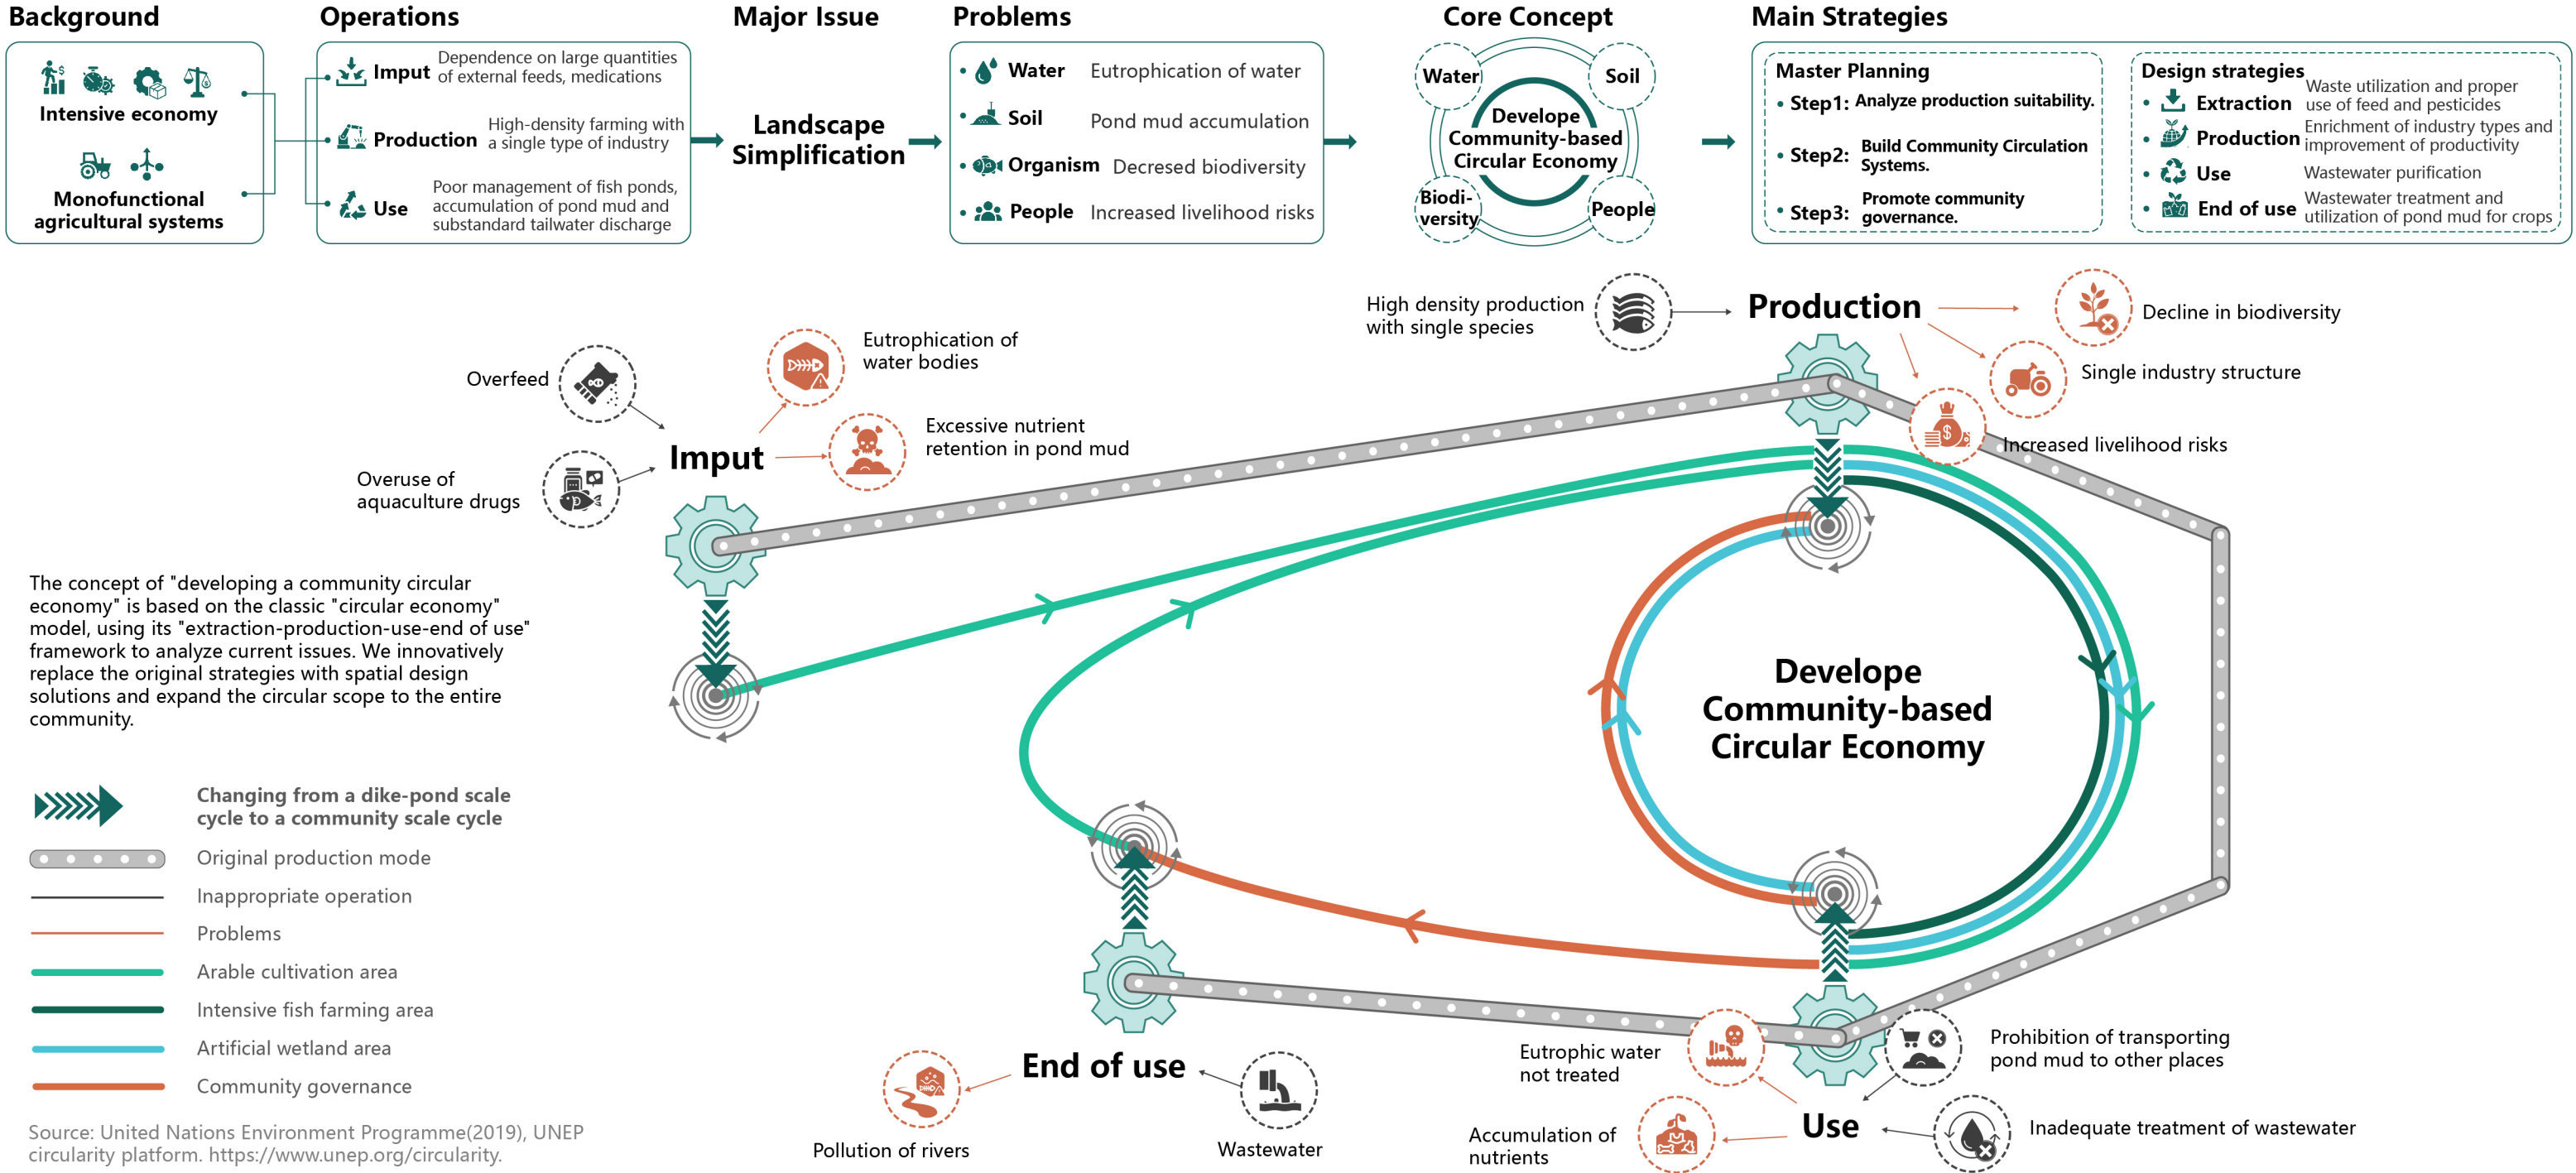 Background
Operations
Major Issue
Problems
Core Concept
Main Strategies
Intensive economy
Monofunctional
agricultural systems
Imput
Dependence on large quantities
of external feeds, medications
Production
High-density farming with
a single type of industry
Use
Poor management of fish ponds,
accumulation of pond mud and
substandard tailwater discharge
Landscape
Simplification
Water
Eutrophication of water
Soil
Pond mud accumulation
Organism
Decresed biodiversity
People
Increased livelihood risks
Water
Soil
Develope
Community-based
Circular Economy
Biodi-
versity
People
Master Planning
Step1: Analyze production suitability.
Step2: Build Community Circulation
Systems.
Step3: Promote community
governance.
Design strategies
Extraction
Waste utilization and proper
use of feed and pesticides
Production
Enrichment of industry types and
improvement of productivity
Use
Wastewater purification
End of use
Wastewater treatment and
utilization of pond mud for crops
High density production
with single species
Production
Decline in biodiversity
Single industry structure
Increased livelihood risks
Overfeed
Eutrophication of
water bodies
Excessive nutrient
retention in pond mud
Imput
Overuse of
aquaculture drugs
The concept of "developing a community circular
economy" is based on the classic "circular economy"
model, using its "extraction-production-use-end of use"
framework to analyze current issues. We innovatively
replace the original strategies with spatial design
solutions and expand the circular scope to the entire
community.
Develope
Community-based
Circular Economy
Changing from a dike-pond scale
cycle to a community scale cycle
Original production mode
Inappropriate operation
Problems
Arable cultivation area
Intensive fish farming area
Artificial wetland area
Community governance
End of use
Pollution of rivers
Wastewater
Eutrophic water
not treated
Prohibition of transporting
pond mud to other places
Use
Accumulation of
nutrients
Inadequate treatment of wastewater
Source: United Nations Environment Programme(2019), UNEP
circularity platform. https://www.unep.org/circularity.